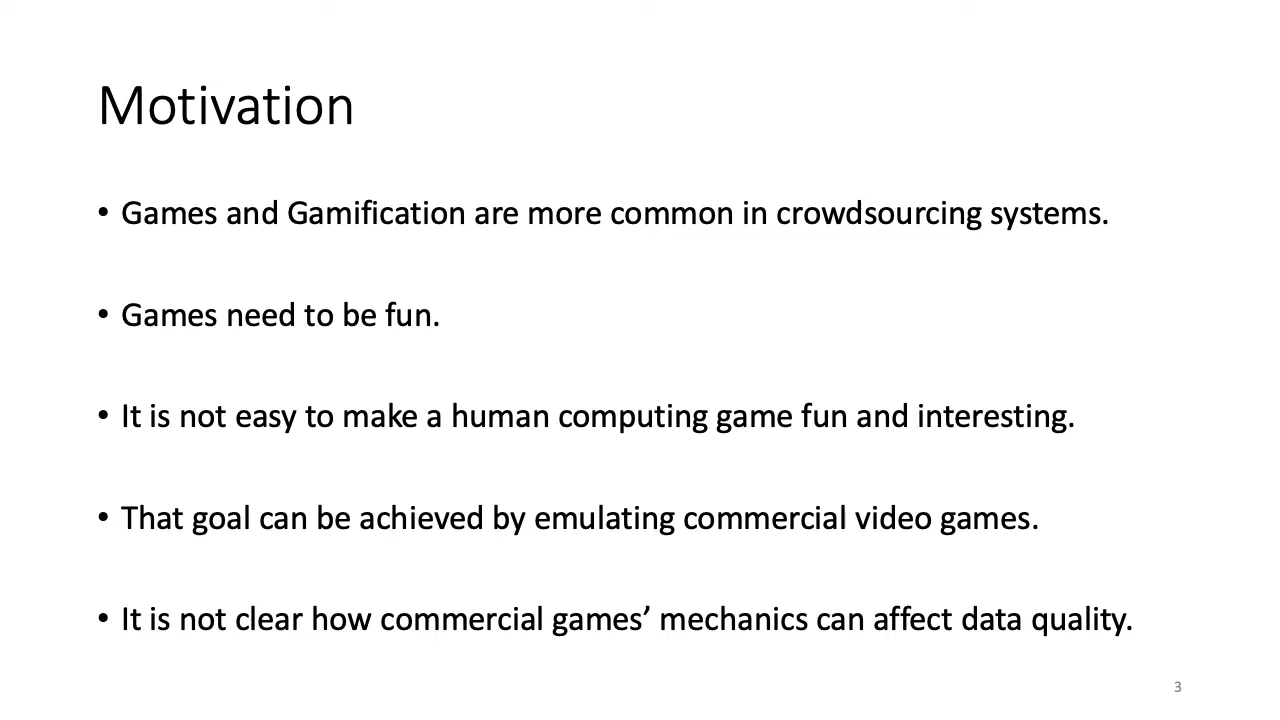 Motivation
• Games and Gamification are more common in crowdsourcing systems.
• Games need to be fun.
• It is not easy to make a human computing game fun and interesting.
• That goal can be achieved by emulating commercial video games.
• It is not clear how commercial games’ mechanics can affect data quality.
3